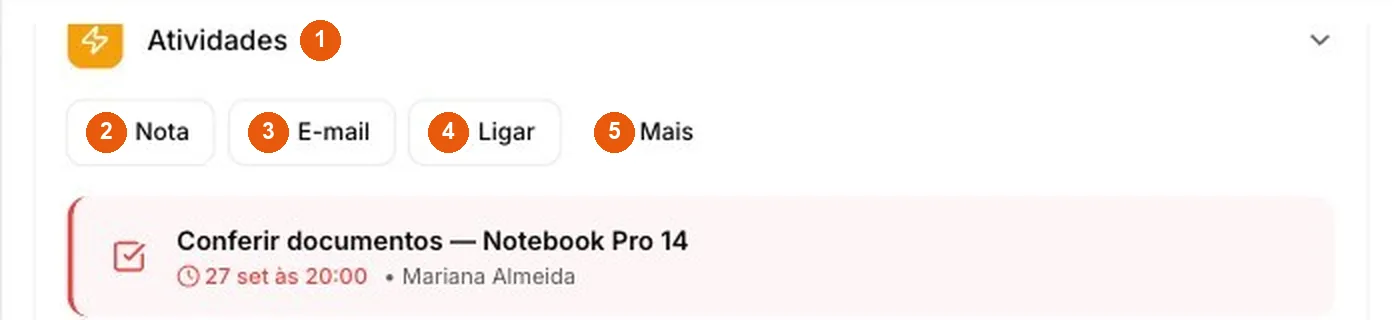 Atividades 1
2 Nota 3 E-mail 4 Ligar 5 Mais
Conferir documentos — Notebook Pro 14
27 set às 20:00 • Mariana Almeida